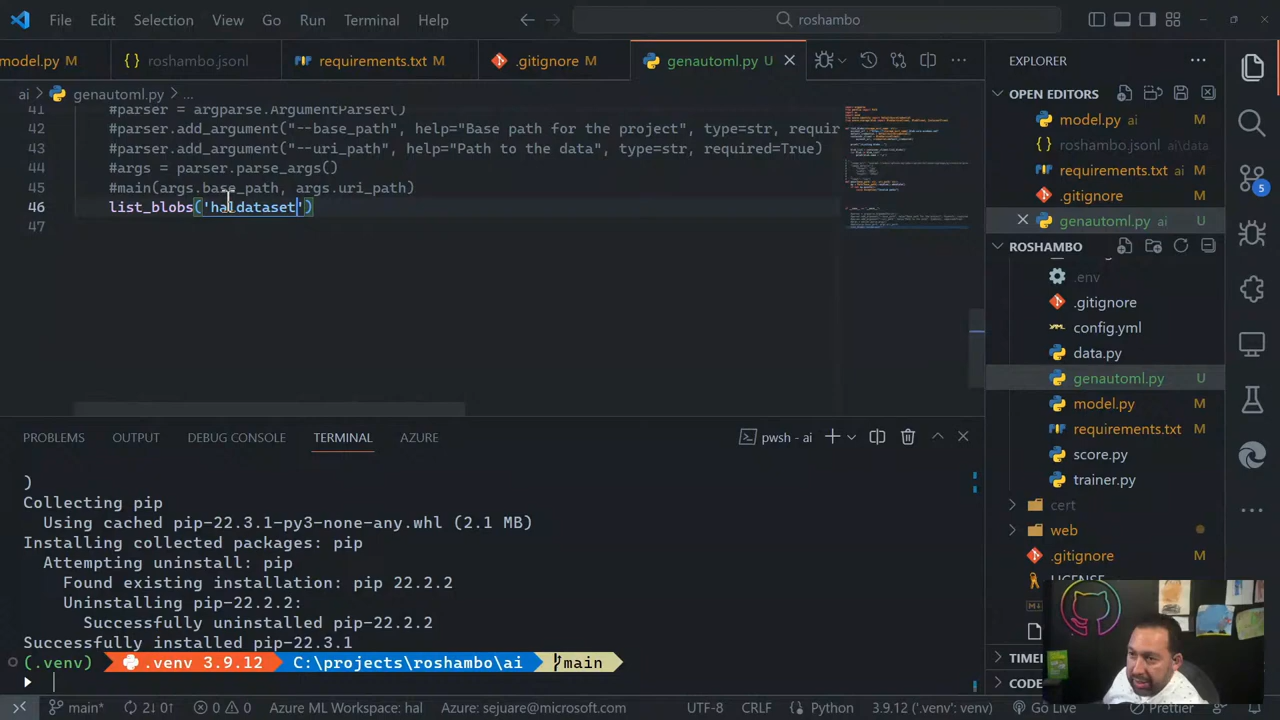 File Edit Selection View Go Run Terminal Help
roshambo
model.py M
roshambo.jsonl
requirements.txt M
.gitignore M
genautoml.py U
ai > genautoml.py > ...
41 #parser = argparse.ArgumentParser()
42 #parser.add_argument("--base_path", help="Base path for the project", type=str, requir
43 #parser.add_argument("--uri_path", help="Path to the data", type=str, required=True)
44 #args = parser.parse_args()
45 #main(args.base_path, args.uri_path)
46 list_blobs('haldataset')
47
PROBLEMS OUTPUT DEBUG CONSOLE TERMINAL AZURE
pwsh - ai
)
Collecting pip
Using cached pip-22.3.1-py3-none-any.whl (2.1 MB)
Installing collected packages: pip
Attempting uninstall: pip
Found existing installation: pip 22.2.2
Uninstalling pip-22.2.2:
Successfully uninstalled pip-22.2.2
Successfully installed pip-22.3.1
(.venv) .venv 3.9.12 C:\projects\roshambo\ai main
EXPLORER
OPEN EDITORS
model.py ai M
roshambo.jsonl ai\data
requirements.txt ai M
.gitignore M
genautoml.py ai U
ROSHAMBO
.env
.gitignore
config.yml
data.py
genautoml.py U
model.py M
requirements.txt M
score.py
trainer.py
cert
web
.gitignore
LICENSE
TIME
CODE
main* 2↓ 0↑ 0 0 Azure ML Workspace: hal Azure: sejuare@microsoft.com UTF-8 CRLF Python 3.9.12 ('.venv': venv) Go Live Prettier